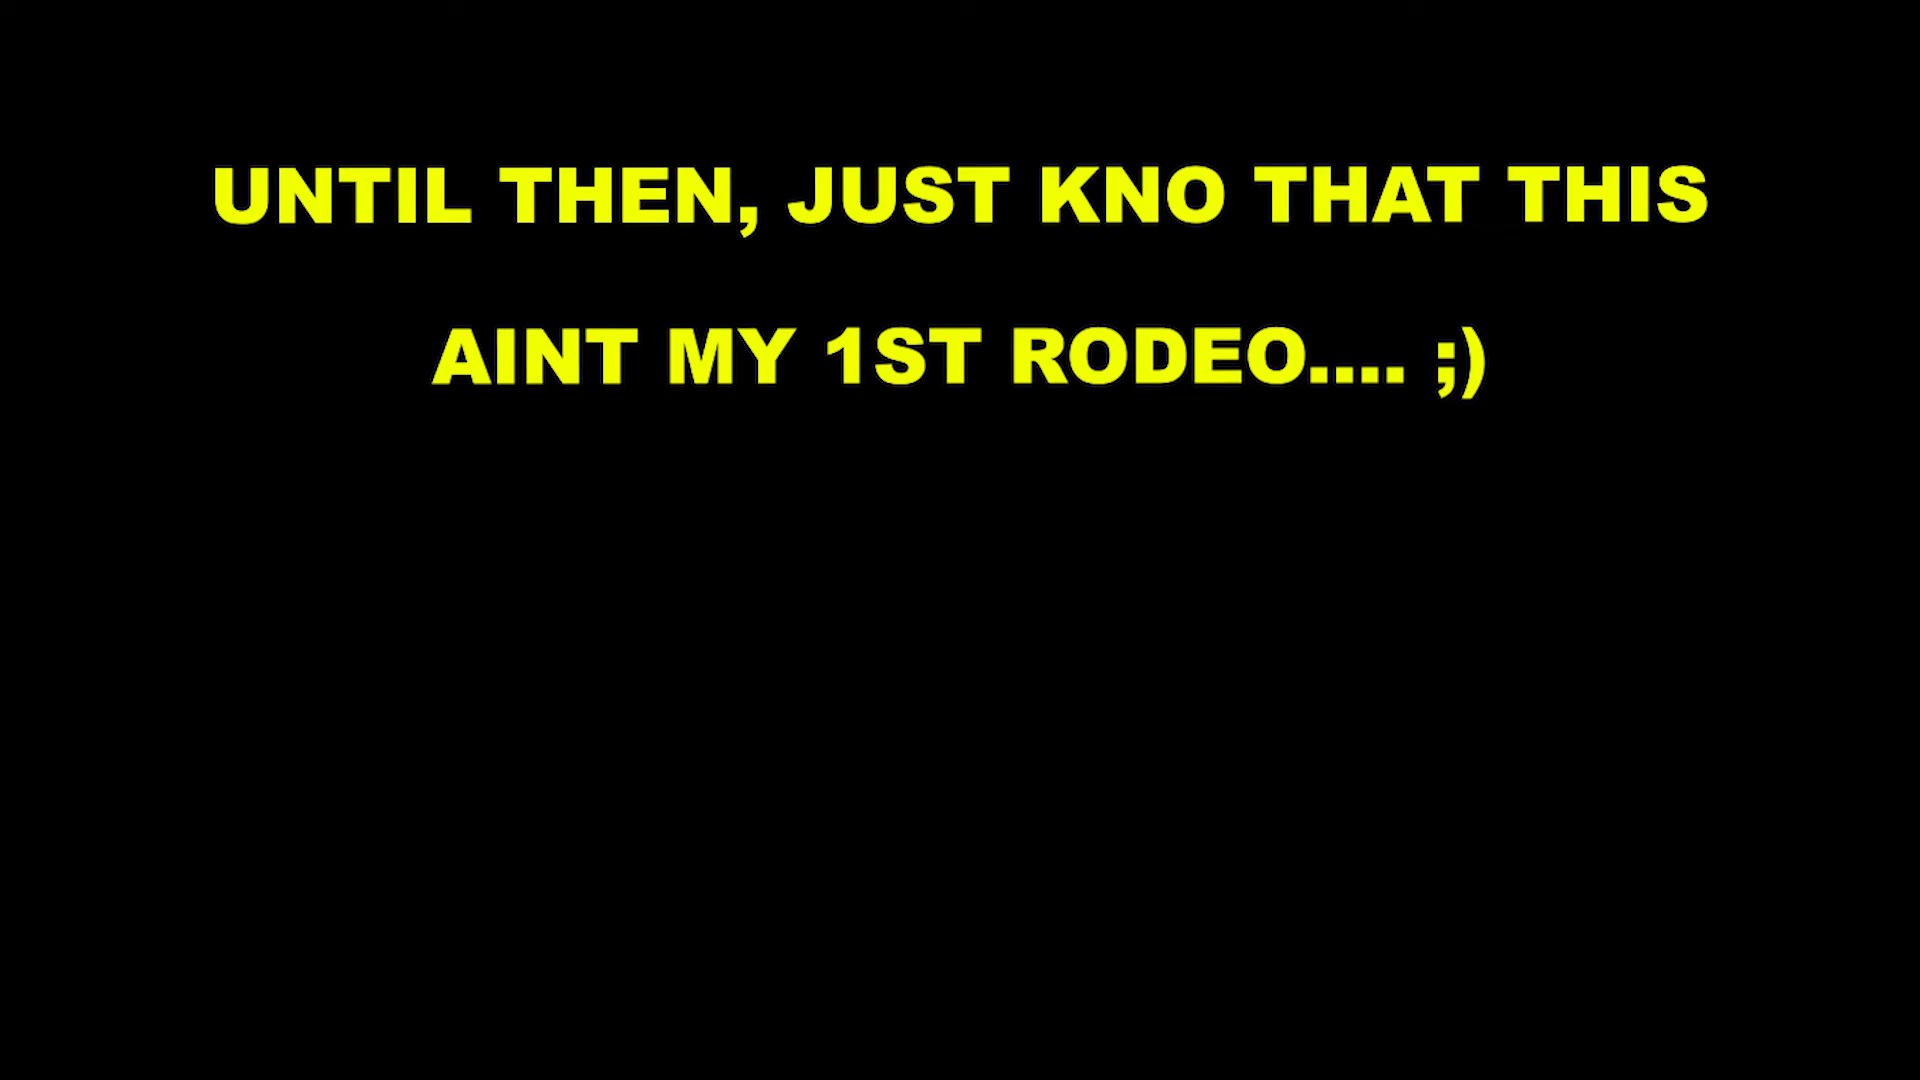 UNTIL THEN, JUST KNO THAT THIS
AINT MY 1ST RODEO.... ;)